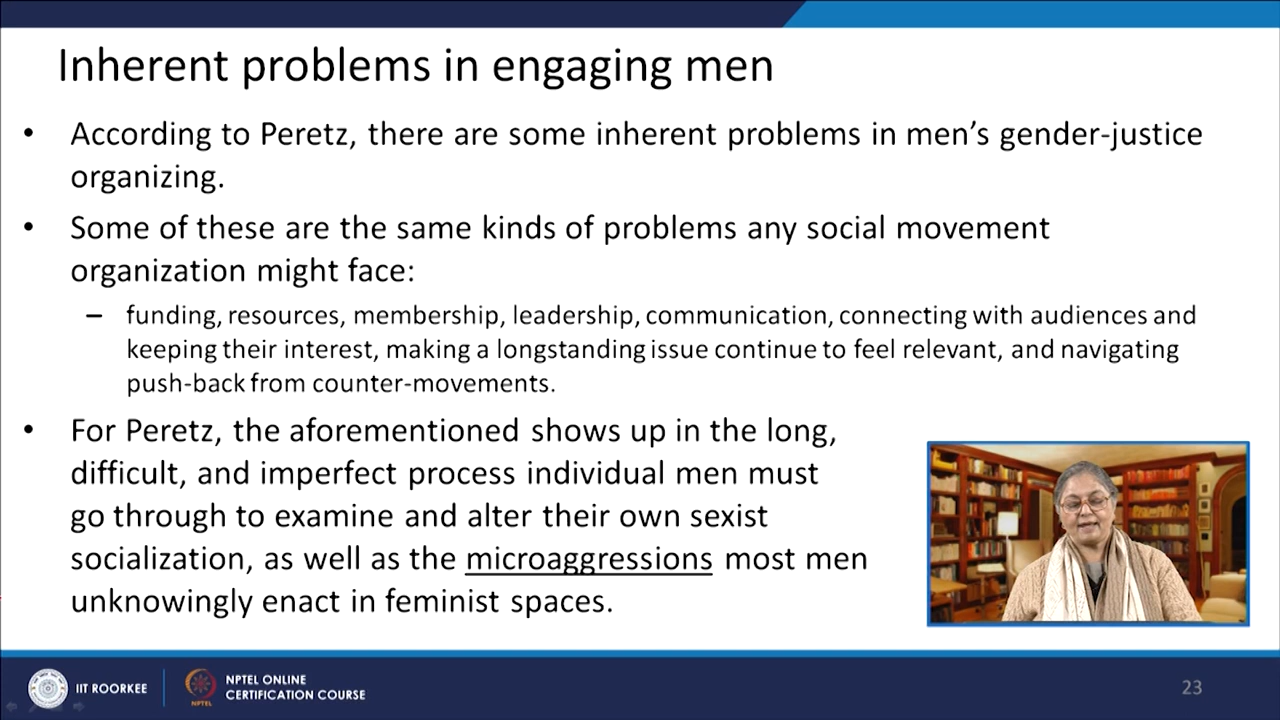 Inherent problems in engaging men
• According to Peretz, there are some inherent problems in men's gender-justice
organizing.
• Some of these are the same kinds of problems any social movement
organization might face:
– funding, resources, membership, leadership, communication, connecting with audiences and
keeping their interest, making a longstanding issue continue to feel relevant, and navigating
push-back from counter-movements.
• For Peretz, the aforementioned shows up in the long,
difficult, and imperfect process individual men must
go through to examine and alter their own sexist
socialization, as well as the microaggressions most men
unknowingly enact in feminist spaces.
IIT ROORKEE
NPTEL
NPTEL ONLINE
CERTIFICATION COURSE
23